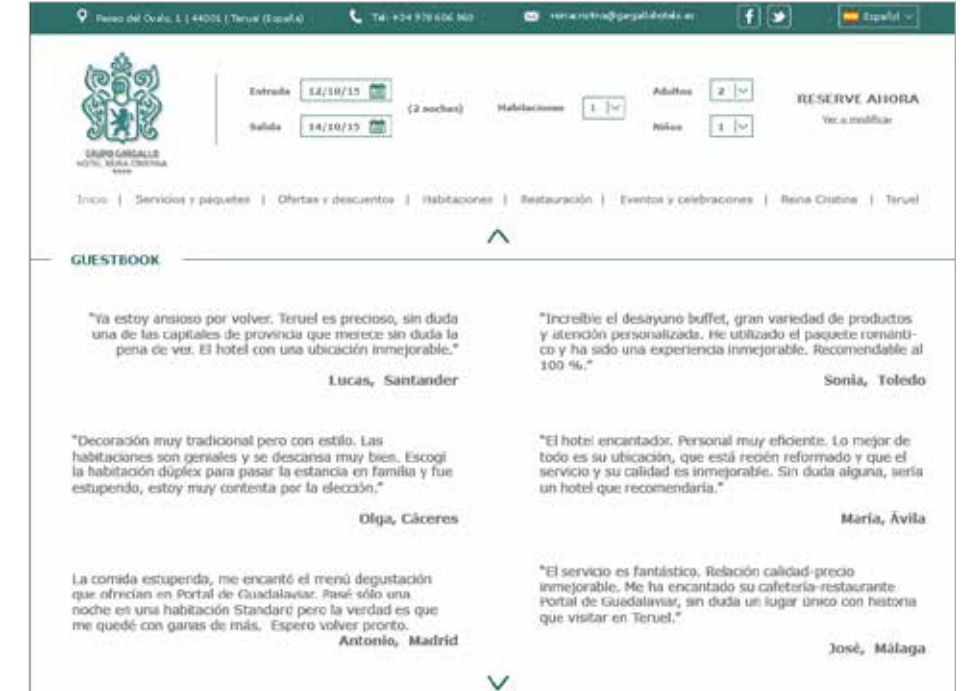 Paseo del Ovalo, 1 | 44001 | Teruel (España)
Tel: +34 978 606 860
reinacristina@gargallohotels.es
Español
GRUPO GARGALLO
HOTEL REINA CRISTINA
Entrada 12/10/15
Salida 14/10/15
(2 noches)
Habitaciones 1
Adultos 2
Niños 1
RESERVE AHORA
Ver o modificar
Inicio | Servicios y paquetes | Ofertas y descuentos | Habitaciones | Restauración | Eventos y celebraciones | Reina Cristina | Teruel
GUESTBOOK
"Ya estoy ansioso por volver. Teruel es precioso, sin duda
una de las capitales de provincia que merece sin duda la
pena de ver. El hotel con una ubicación inmejorable."
Lucas, Santander
"Increíble el desayuno buffet, gran variedad de productos
y atención personalizada. He utilizado el paquete románti-
co y ha sido una experiencia inmejorable. Recomendable al
100 %."
Sonia, Toledo
"Decoración muy tradicional pero con estilo. Las
habitaciones son geniales y se descansa muy bien. Escogí
la habitación dúplex para pasar la estancia en familia y fue
estupendo, estoy muy contenta por la elección."
Olga, Cáceres
"El hotel encantador. Personal muy eficiente. Lo mejor de
todo es su ubicación, que está recién reformado y que el
servicio y su calidad es inmejorable. Sin duda alguna, sería
un hotel que recomendaría."
María, Ávila
La comida estupenda, me encantó el menú degustación
que ofrecían en Portal de Guadalaviar. Pasé sólo una
noche en una habitación Standard pero la verdad es que
me quedé con ganas de más. Espero volver pronto.
Antonio, Madrid
"El servicio es fantástico. Relación calidad-precio
inmejorable. Me ha encantado su cafetería-restaurante
Portal de Guadalaviar, sin duda un lugar único con historia
que visitar en Teruel."
José, Málaga